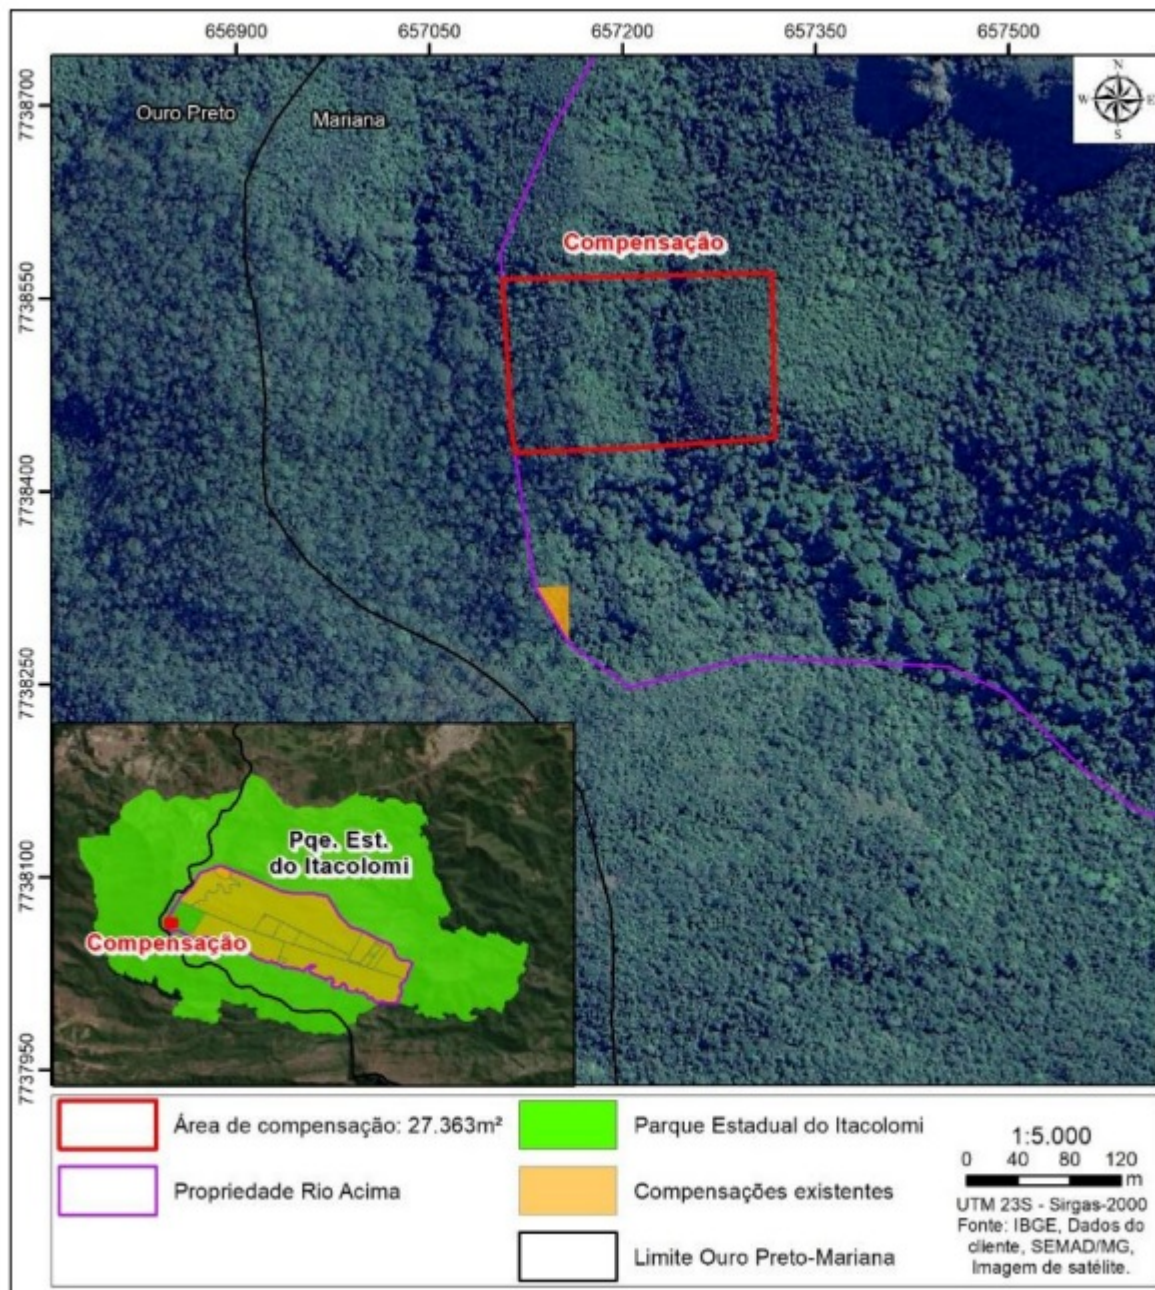 656900 657050 657200 657350 657500
7738700
7738550
7738400
7738250
7738100
7737950
N
W E
S
Ouro Preto
Mariana
Compensação
Pqe. Est.
do Itacolomi
Compensação
Área de compensação: 27.363m²
Propriedade Rio Acima
Parque Estadual do Itacolomi
Compensações existentes
Limite Ouro Preto-Mariana
1:5.000
0 40 80 120
m
UTM 23S - Sirgas-2000
Fonte: IBGE, Dados do
cliente, SEMAD/MG,
Imagem de satélite.